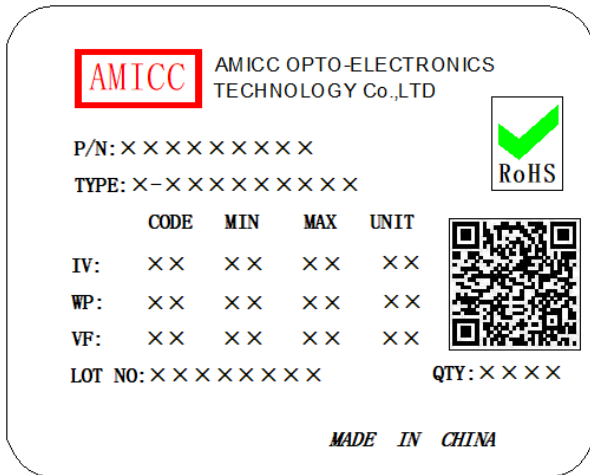 AMICC
AMICC OPTO-ELECTRONICS
TECHNOLOGY Co.,LTD
RoHS
P/N:×××××××××
TYPE:×-×××××××××
CODE MIN MAX UNIT
IV: ×× ×× ×× ××
WP: ×× ×× ×× ××
VF: ×× ×× ×× ××
LOT NO:×××××××× QTY:××××
MADE IN CHINA